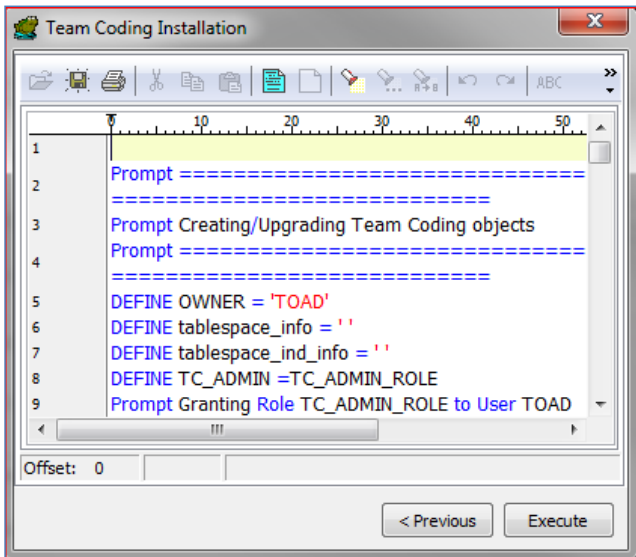 Team Coding Installation
ABC
0 10 20 30 40 50
1
2 Prompt ==============================
============================
3 Prompt Creating/Upgrading Team Coding objects
4 Prompt ==============================
============================
5 DEFINE OWNER = 'TOAD'
6 DEFINE tablespace_info = ' '
7 DEFINE tablespace_ind_info = ' '
8 DEFINE TC_ADMIN =TC_ADMIN_ROLE
9 Prompt Granting Role TC_ADMIN_ROLE to User TOAD
Offset: 0
< Previous Execute